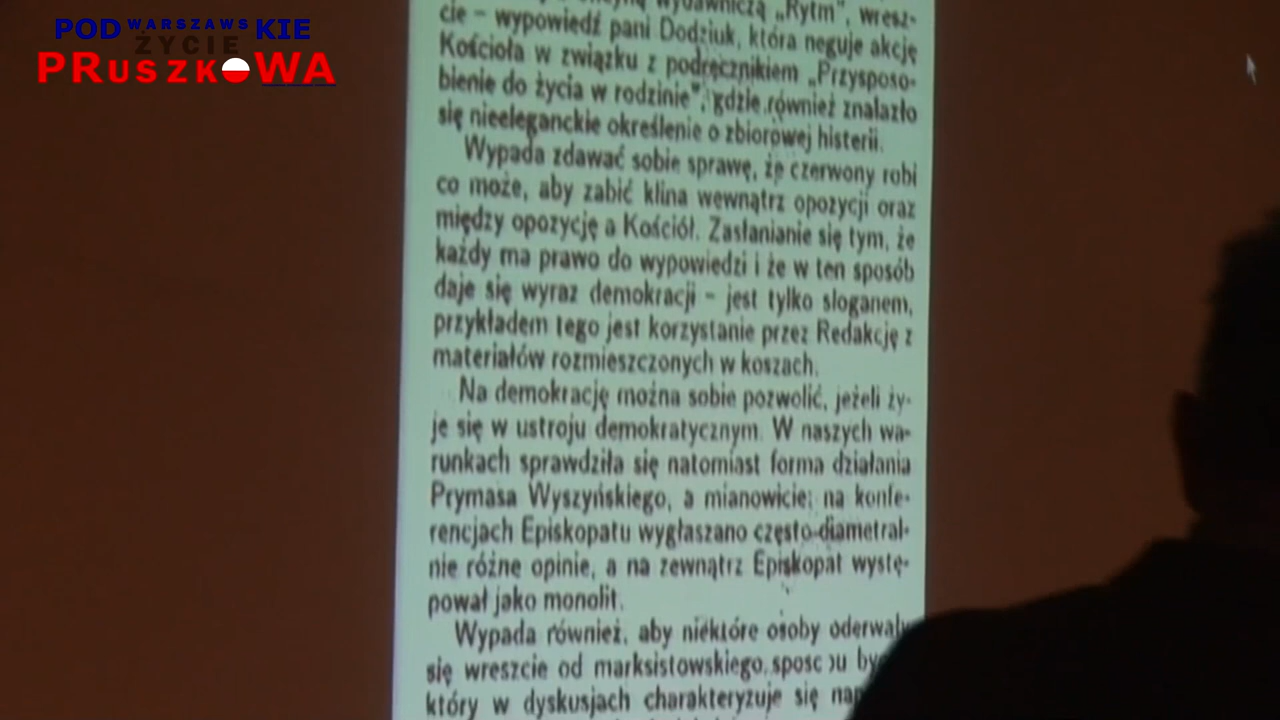 POD WARSZAWSKIE
ŻYCIE
PRUSZKOWA
wydawniczą „Rytm”, wresz-
cie – wypowiedź pani Dodziuk, która neguje akcję
Kościoła w związku z podręcznikiem „Przysposo-
bienie do życia w rodzinie”, gdzie również znalazło
się nieeleganckie określenie o zbiorowej histerii.
Wypada zdawać sobie sprawę, że czerwony robi
co może, aby zabić klina wewnątrz opozycji oraz
między opozycję a Kościół. Zasłanianie się tym, że
każdy ma prawo do wypowiedzi i że w ten sposób
daje się wyraz demokracji – jest tylko sloganem,
przykładem tego jest korzystanie przez Redakcję z
materiałów rozmieszczonych w koszach.
Na demokrację można sobie pozwolić, jeżeli ży-
je się w ustroju demokratycznym. W naszych wa-
runkach sprawdziła się natomiast forma działania
Prymasa Wyszyńskiego, a mianowicie: na konfe-
rencjach Episkopatu wygłaszano często diametral-
nie różne opinie, a na zewnątrz Episkopat wystę-
pował jako monolit.
Wypada również, aby niektóre osoby oderwały
się wreszcie od marksistowskiego
który w dyskusjach charakteryzuje się